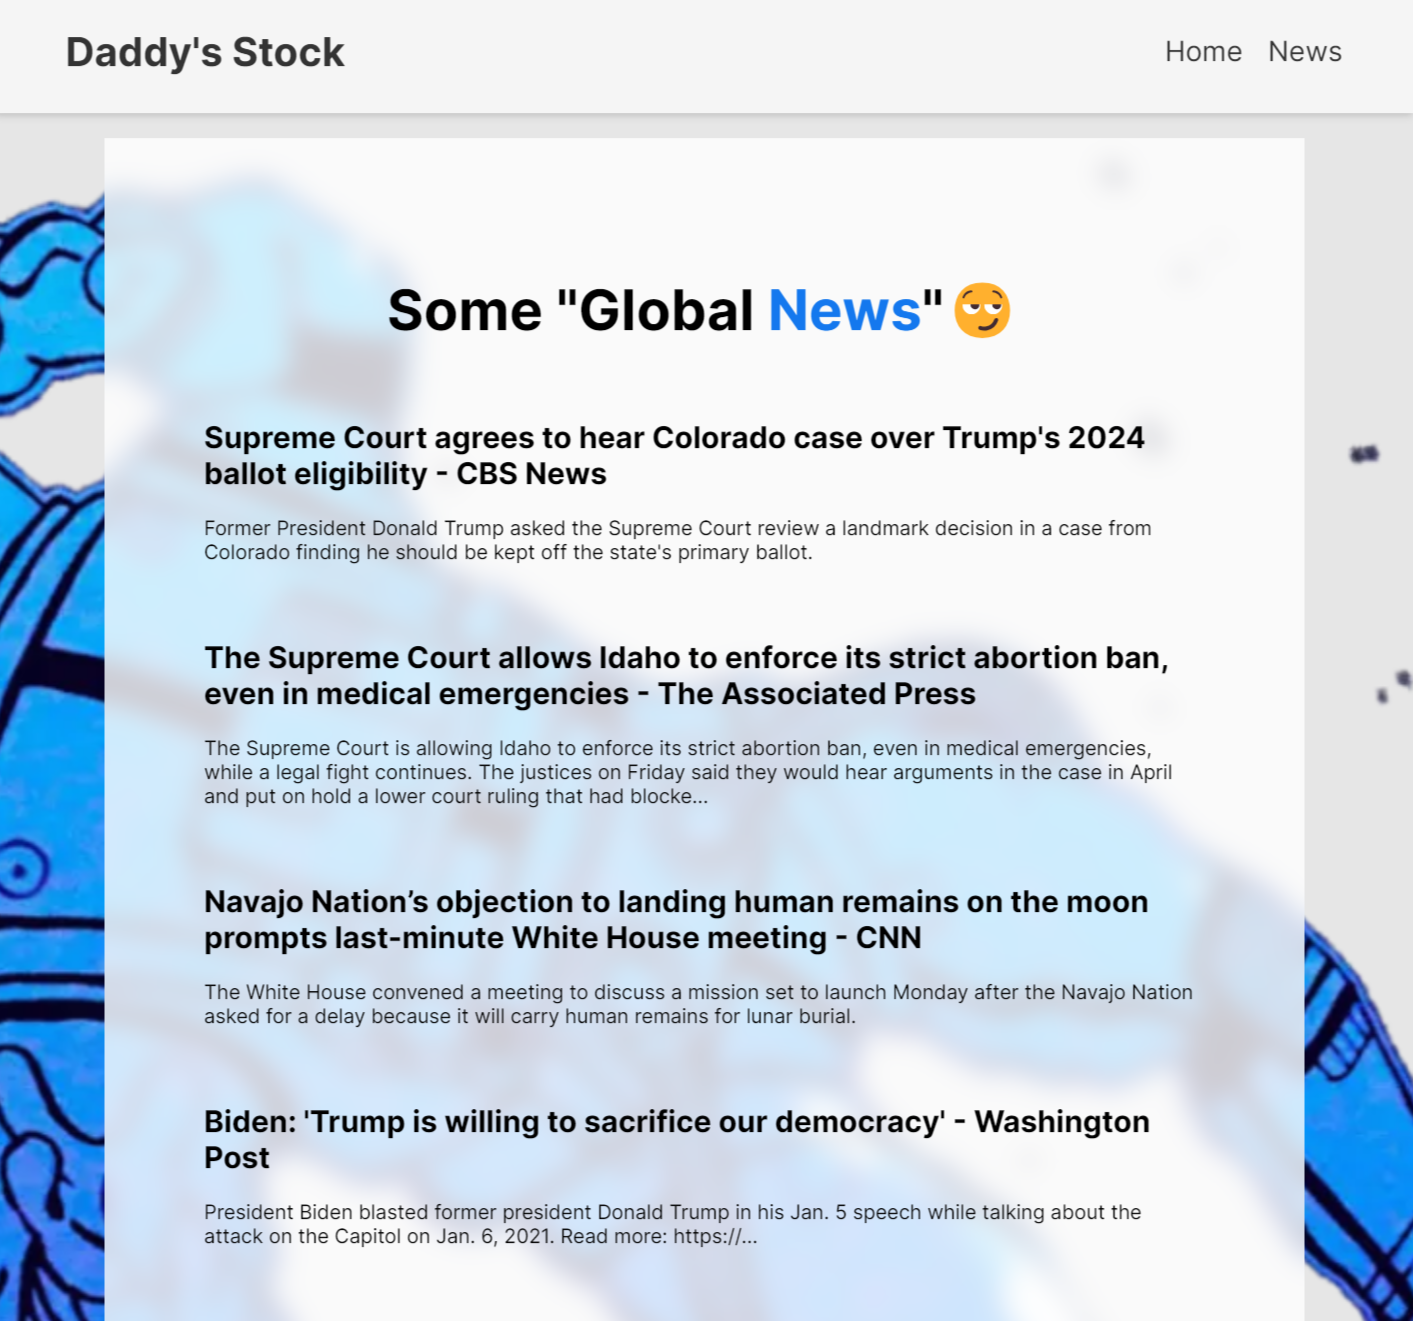 Daddy's Stock
Home News
Some "Global News"😏
Supreme Court agrees to hear Colorado case over Trump's 2024
ballot eligibility - CBS News
Former President Donald Trump asked the Supreme Court review a landmark decision in a case from
Colorado finding he should be kept off the state's primary ballot.
The Supreme Court allows Idaho to enforce its strict abortion ban,
even in medical emergencies - The Associated Press
The Supreme Court is allowing Idaho to enforce its strict abortion ban, even in medical emergencies,
while a legal fight continues. The justices on Friday said they would hear arguments in the case in April
and put on hold a lower court ruling that had blocke...
Navajo Nation’s objection to landing human remains on the moon
prompts last-minute White House meeting - CNN
The White House convened a meeting to discuss a mission set to launch Monday after the Navajo Nation
asked for a delay because it will carry human remains for lunar burial.
Biden: 'Trump is willing to sacrifice our democracy' - Washington
Post
President Biden blasted former president Donald Trump in his Jan. 5 speech while talking about the
attack on the Capitol on Jan. 6, 2021. Read more: https://...